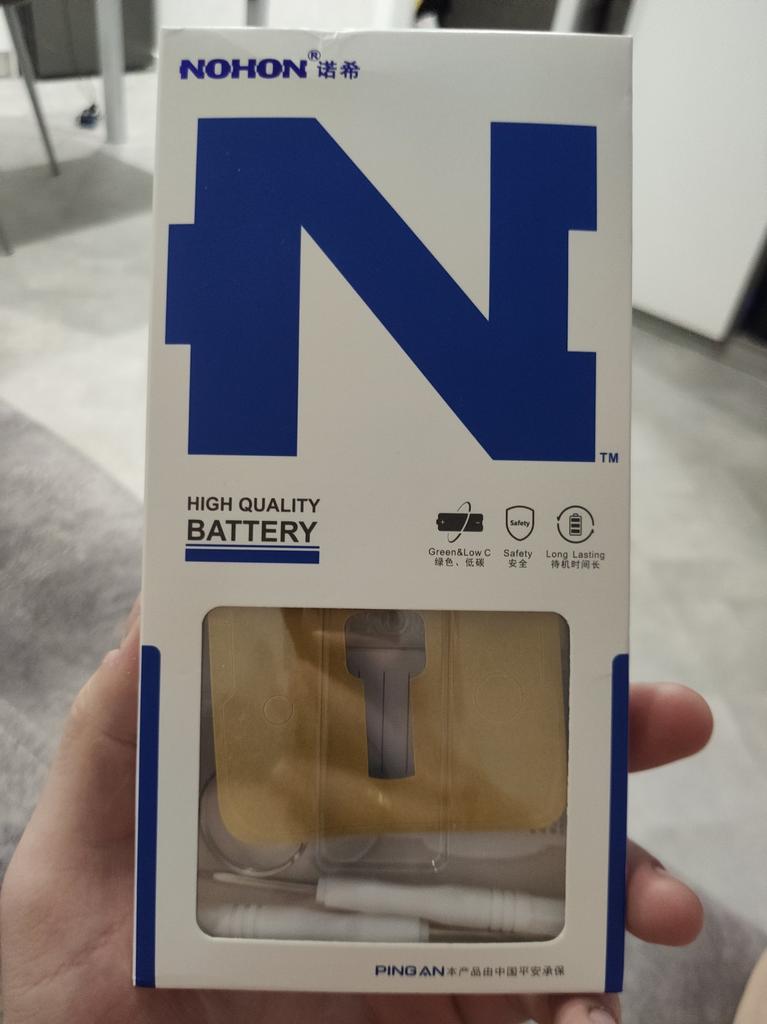 NOHON® 诺希
N
TM
HIGH QUALITY
BATTERY
Safety
Green&Low C
绿色、低碳
Safety
安全
Long Lasting
待机时间长
PING AN 本产品由中国平安承保